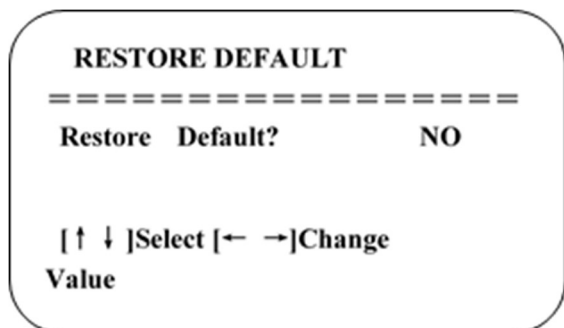 RESTORE DEFAULT
=================
Restore Default? NO
[↑ ↓ ]Select [← →]Change
Value